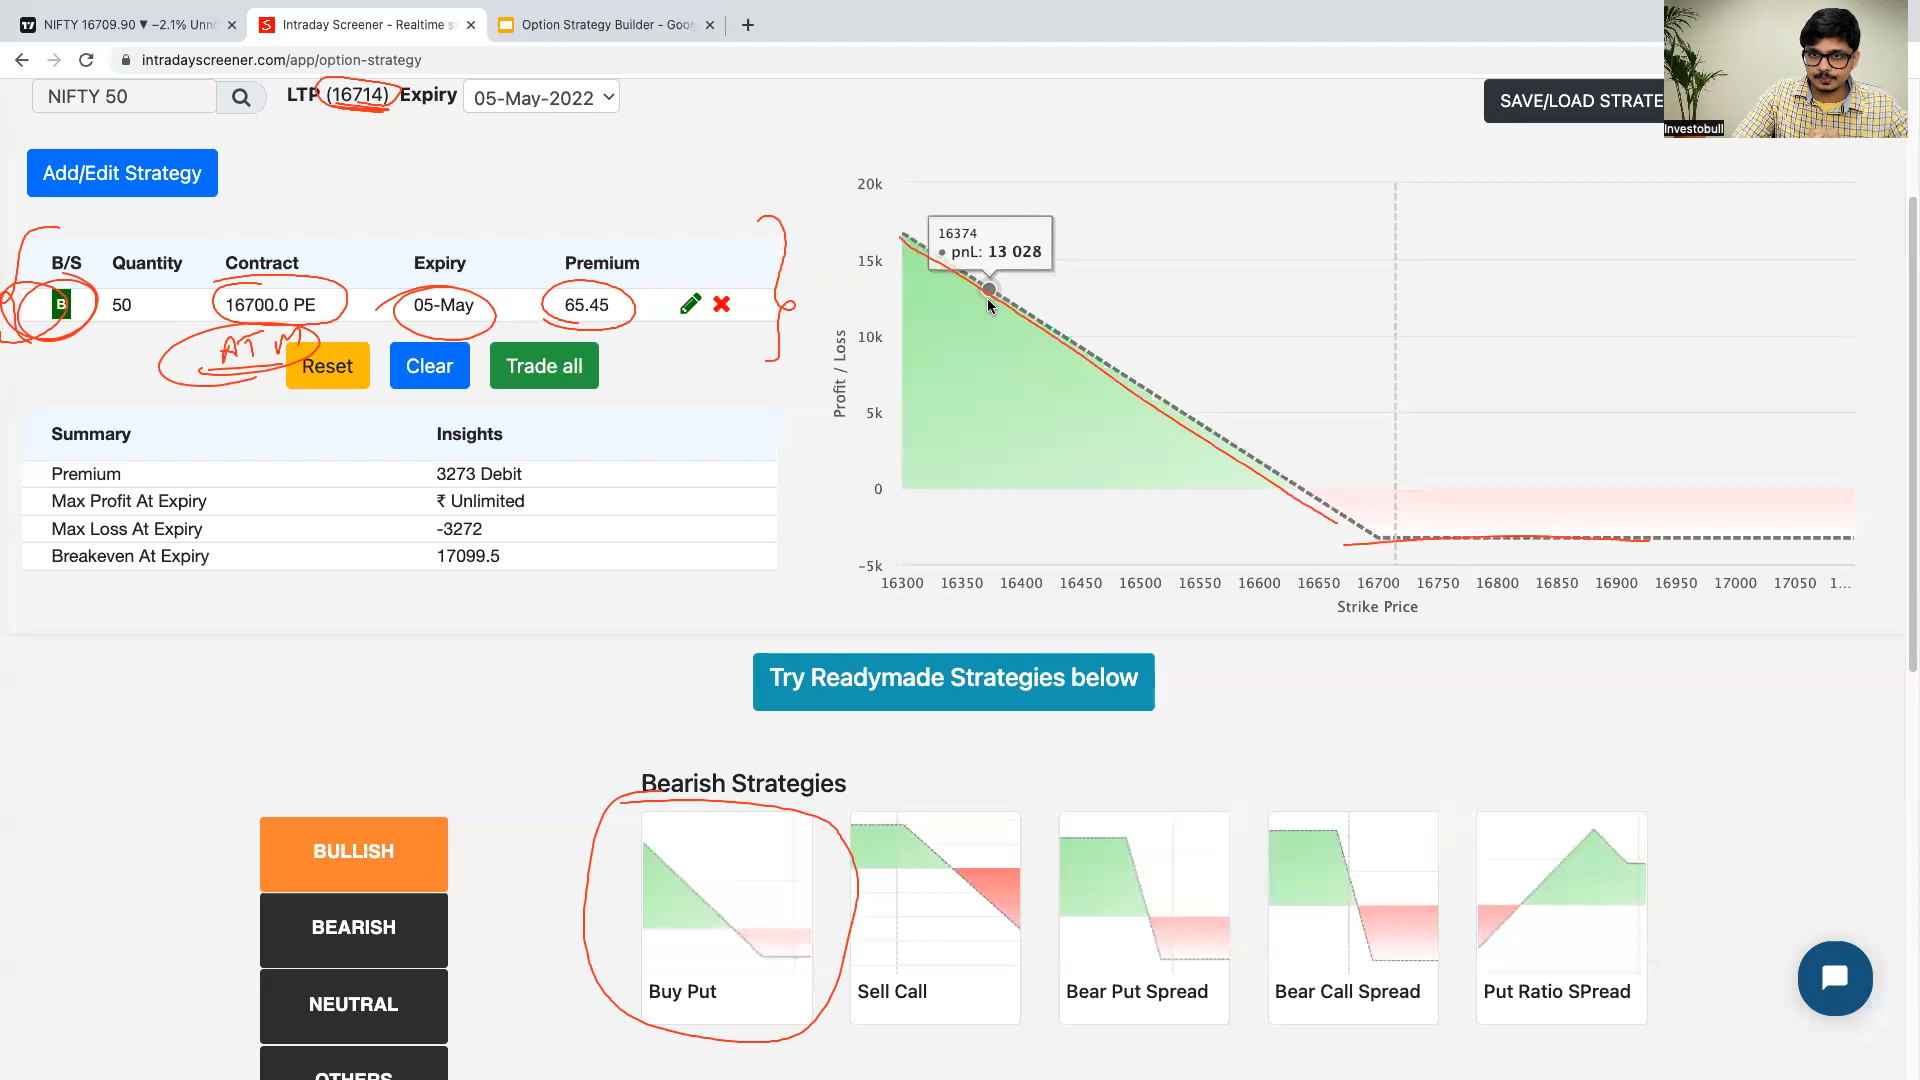 NIFTY 16709.90 ▼ −2.1% Unn
Intraday Screener - Realtime s
Option Strategy Builder - Goo
intradayscreener.com/app/option-strategy
NIFTY 50
LTP (16714) Expiry
05-May-2022
SAVE/LOAD STRATE
Investobull
Add/Edit Strategy
B/S Quantity Contract Expiry Premium
B 50 16700.0 PE 05-May 65.45
ATM
Reset Clear Trade all
Summary Insights
Premium 3273 Debit
Max Profit At Expiry ₹ Unlimited
Max Loss At Expiry -3272
Breakeven At Expiry 17099.5
20k
15k
10k
5k
0
−5k
Profit / Loss
16374
● pnL: 13 028
16300 16350 16400 16450 16500 16550 16600 16650 16700 16750 16800 16850 16900 16950 17000 17050 1...
Strike Price
Try Readymade Strategies below
Bearish Strategies
BULLISH
BEARISH
NEUTRAL
OTHERS
Buy Put
Sell Call
Bear Put Spread
Bear Call Spread
Put Ratio SPread